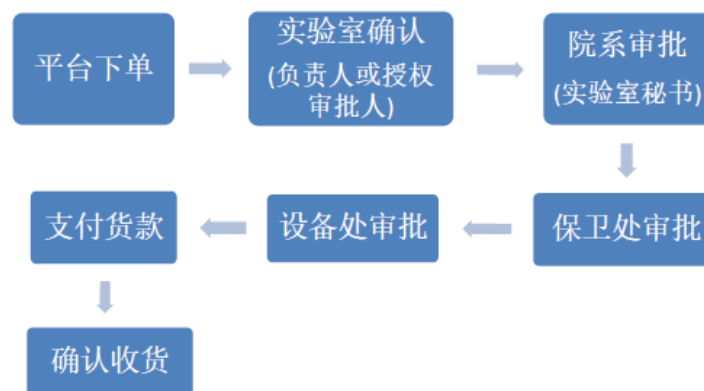 平台下单
实验室确认
(负责人或授权
审批人)
院系审批
(实验室秘书)
保卫处审批
设备处审批
支付货款
确认收货